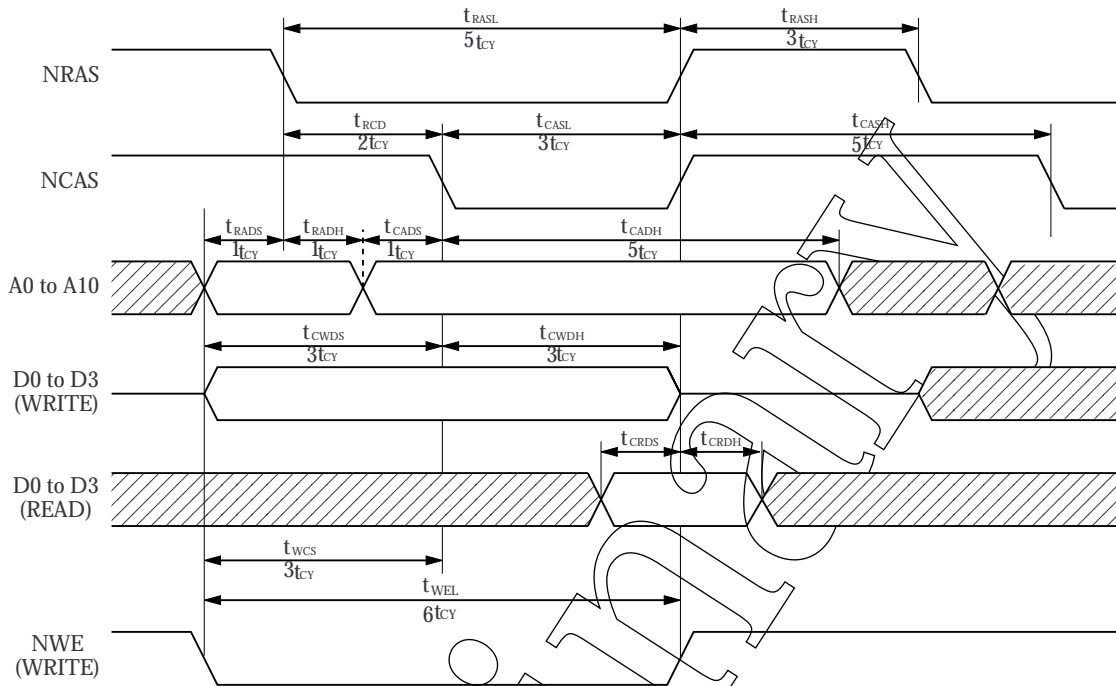 tRASL
5tCY
tRASH
3tCY
NRAS
tRCD
2tCY
tCASL
3tCY
tCASH
5tCY
NCAS
tRADS
1tCY
tRADH
1tCY
tCADS
1tCY
tCADH
5tCY
A0 to A10
tCWDS
3tCY
tCWDH
3tCY
D0 to D3
(WRITE)
tCRDS
tCRDH
D0 to D3
(READ)
tWCS
3tCY
tWEL
6tCY
NWE
(WRITE)